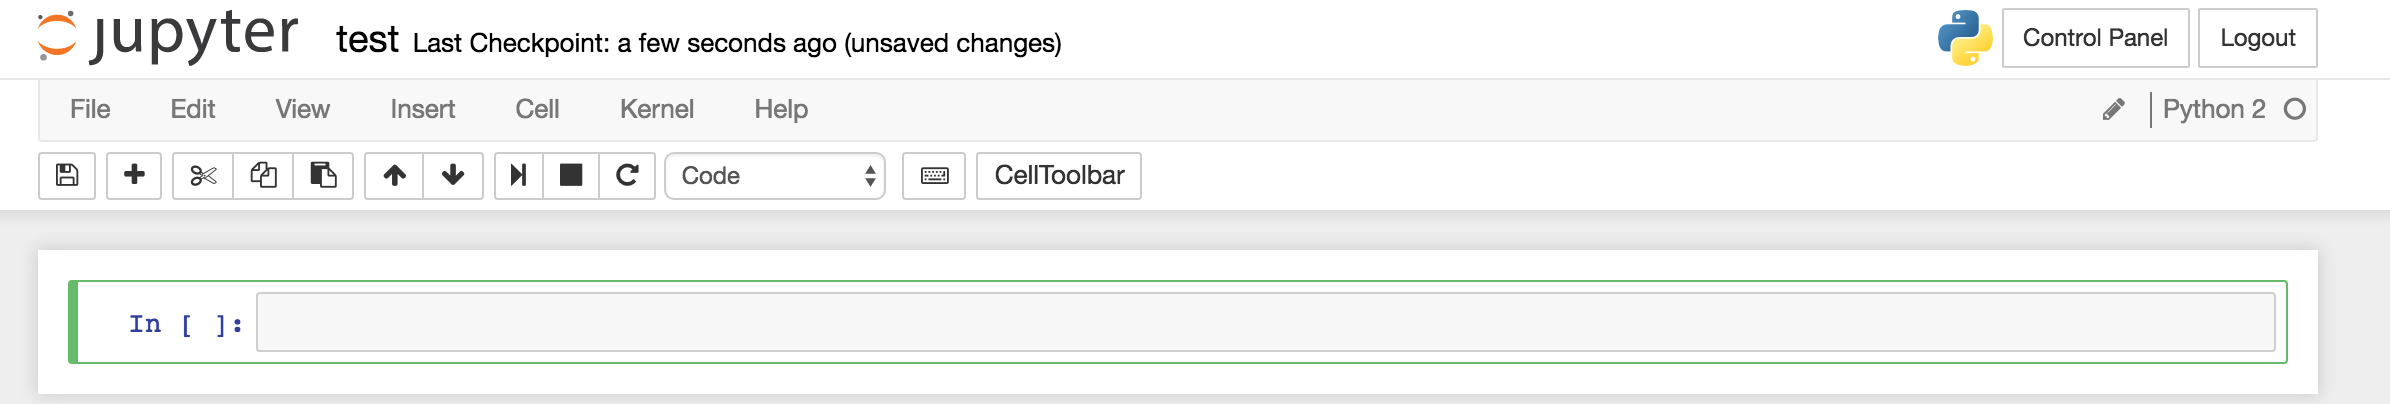 jupyter test Last Checkpoint: a few seconds ago (unsaved changes) Control Panel Logout
File Edit View Insert Cell Kernel Help Python 2
Code CellToolbar
In [ ]: